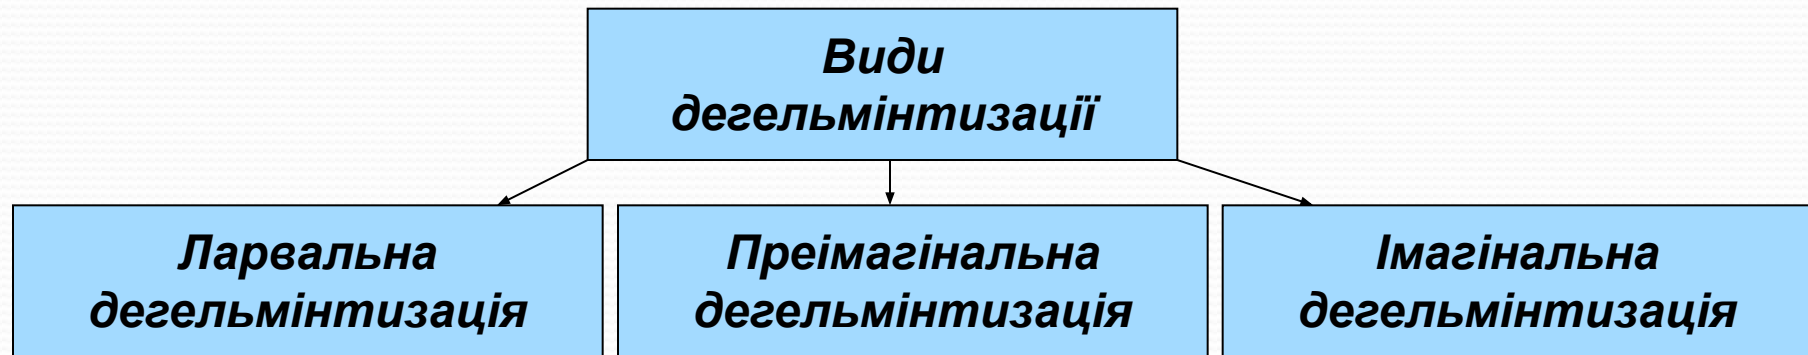 Види
дегельмінтизації
Ларвальна
дегельмінтизація
Преімагінальна
дегельмінтизація
Імагінальна
дегельмінтизація